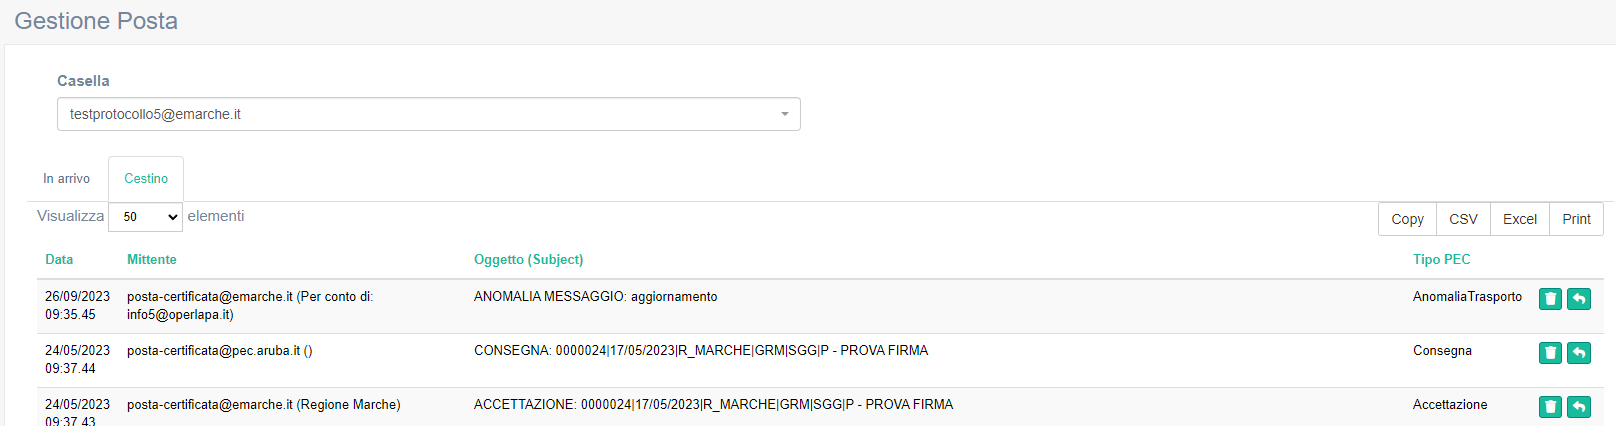 Gestione Posta
Casella
testprotocollo5@emarche.it
In arrivo Cestino
Visualizza 50 elementi
Copy CSV Excel Print
Data Mittente Oggetto (Subject) Tipo PEC
26/09/2023 posta-certificata@emarche.it (Per conto di: ANOMALIA MESSAGGIO: aggiornamento AnomaliaTrasporto
09:35.45 info5@operlapa.it)
24/05/2023 posta-certificata@pec.aruba.it () CONSEGNA: 0000024|17/05/2023|R_MARCHE|GRM|SGG|P - PROVA FIRMA Consegna
09:37.44
24/05/2023 posta-certificata@emarche.it (Regione Marche) ACCETTAZIONE: 0000024|17/05/2023|R_MARCHE|GRM|SGG|P - PROVA FIRMA Accettazione
09:37.43